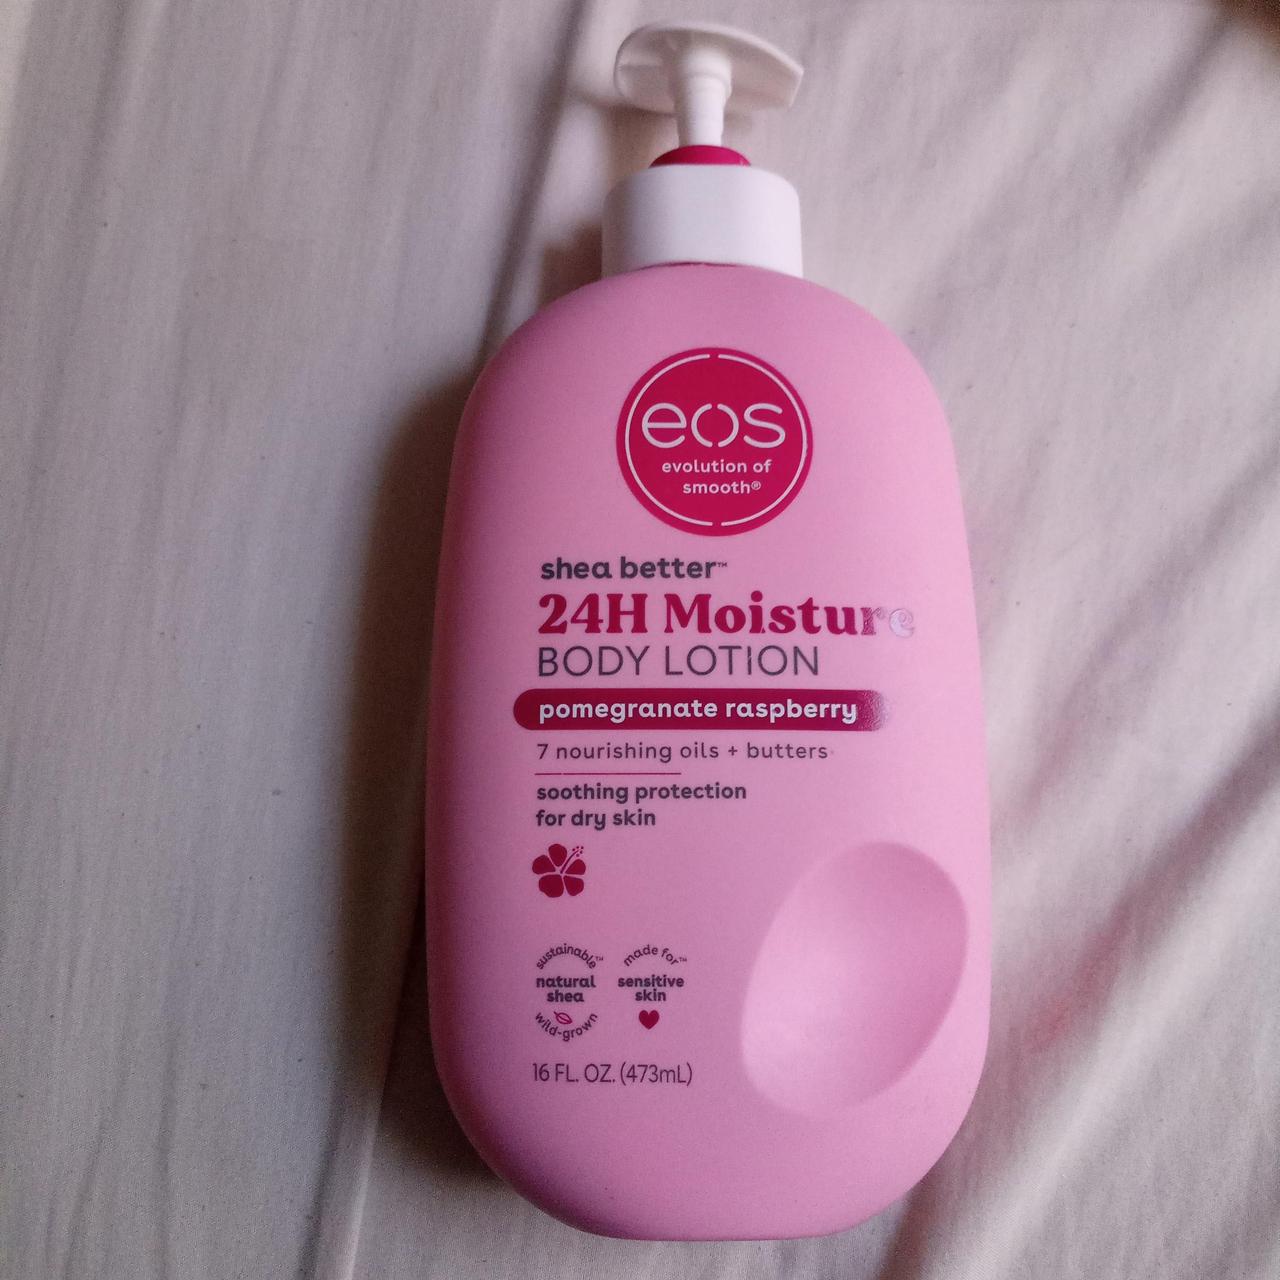 eos
evolution of
smooth®
shea better™
24H Moisture
BODY LOTION
pomegranate raspberry
7 nourishing oils + butters
soothing protection
for dry skin
sustainable™
natural
shea
wild-grown
made for™
sensitive
skin
16 FL. OZ. (473mL)